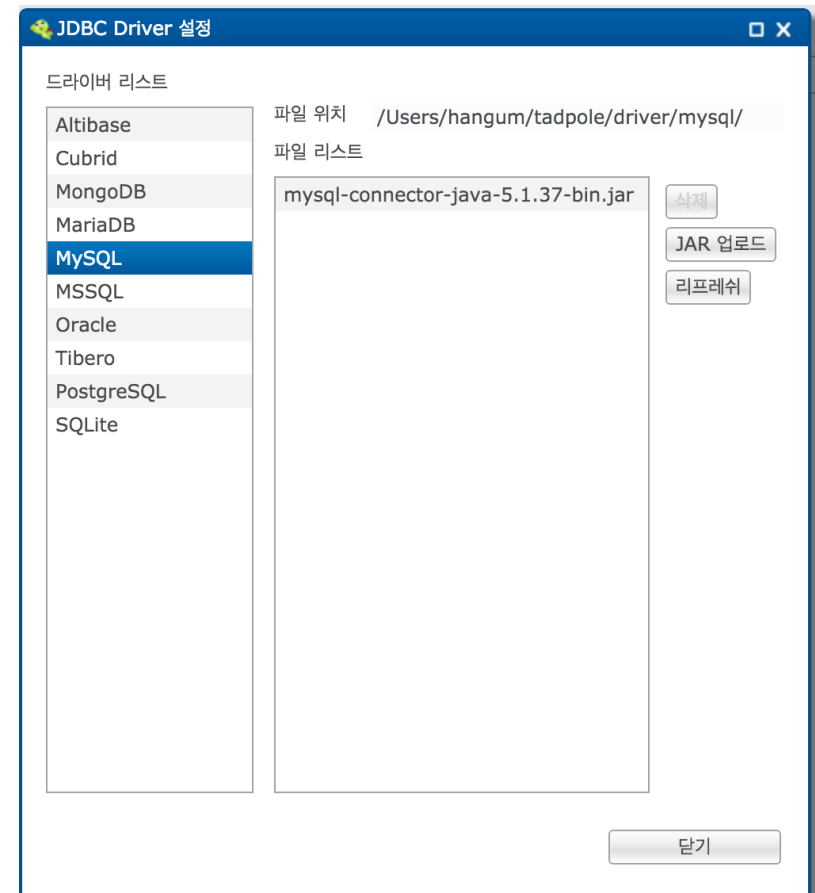 JDBC Driver 설정
드라이버 리스트
Altibase
Cubrid
MongoDB
MariaDB
MySQL
MSSQL
Oracle
Tibero
PostgreSQL
SQLite
파일 위치 /Users/hangum/tadpole/driver/mysql/
파일 리스트
mysql-connector-java-5.1.37-bin.jar
삭제
JAR 업로드
리프레쉬
닫기